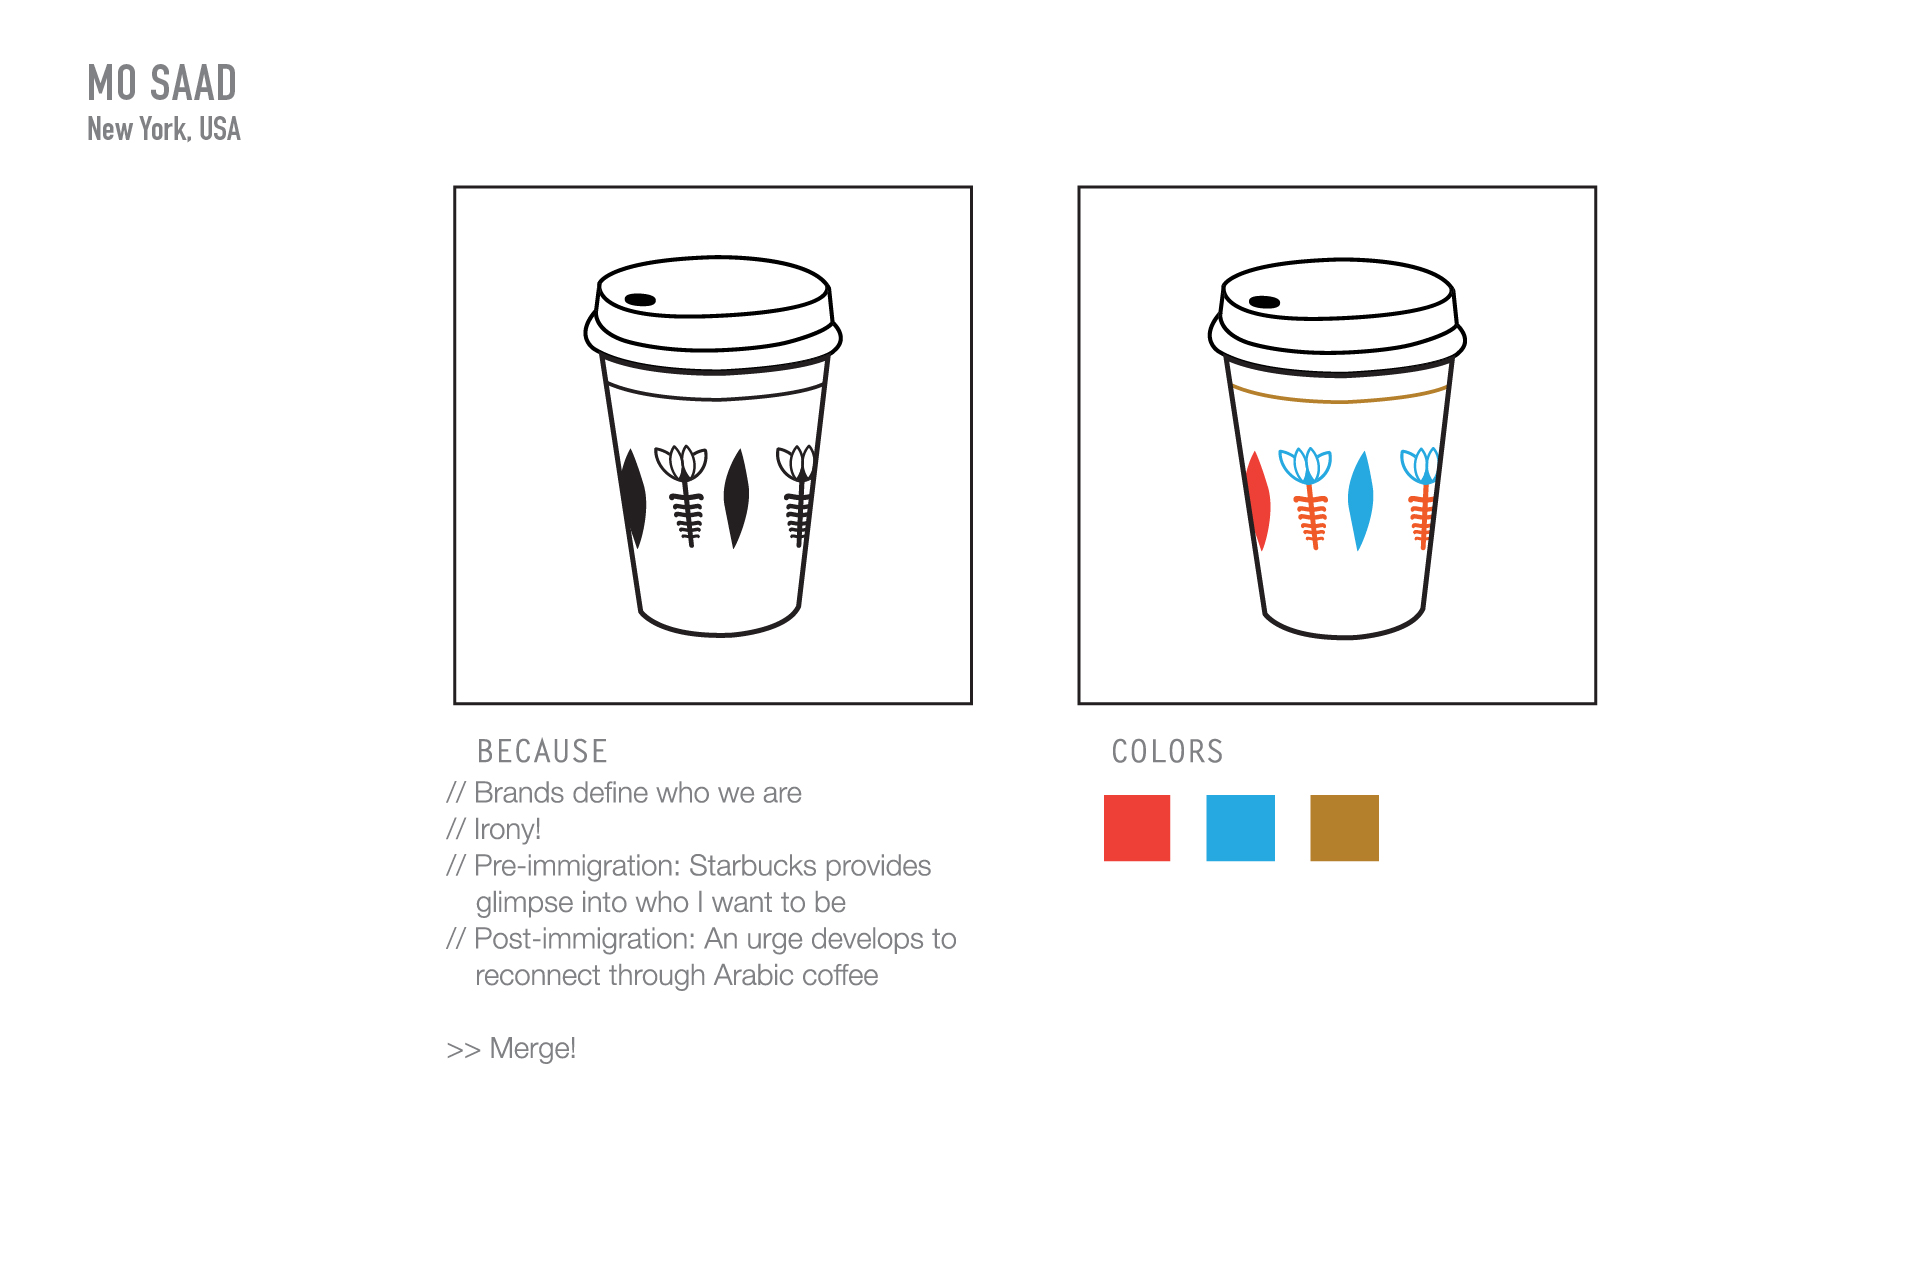 MO SAAD
New York, USA
BECAUSE
// Brands define who we are
// Irony!
// Pre-immigration: Starbucks provides
glimpse into who I want to be
// Post-immigration: An urge develops to
reconnect through Arabic coffee
>> Merge!
COLORS